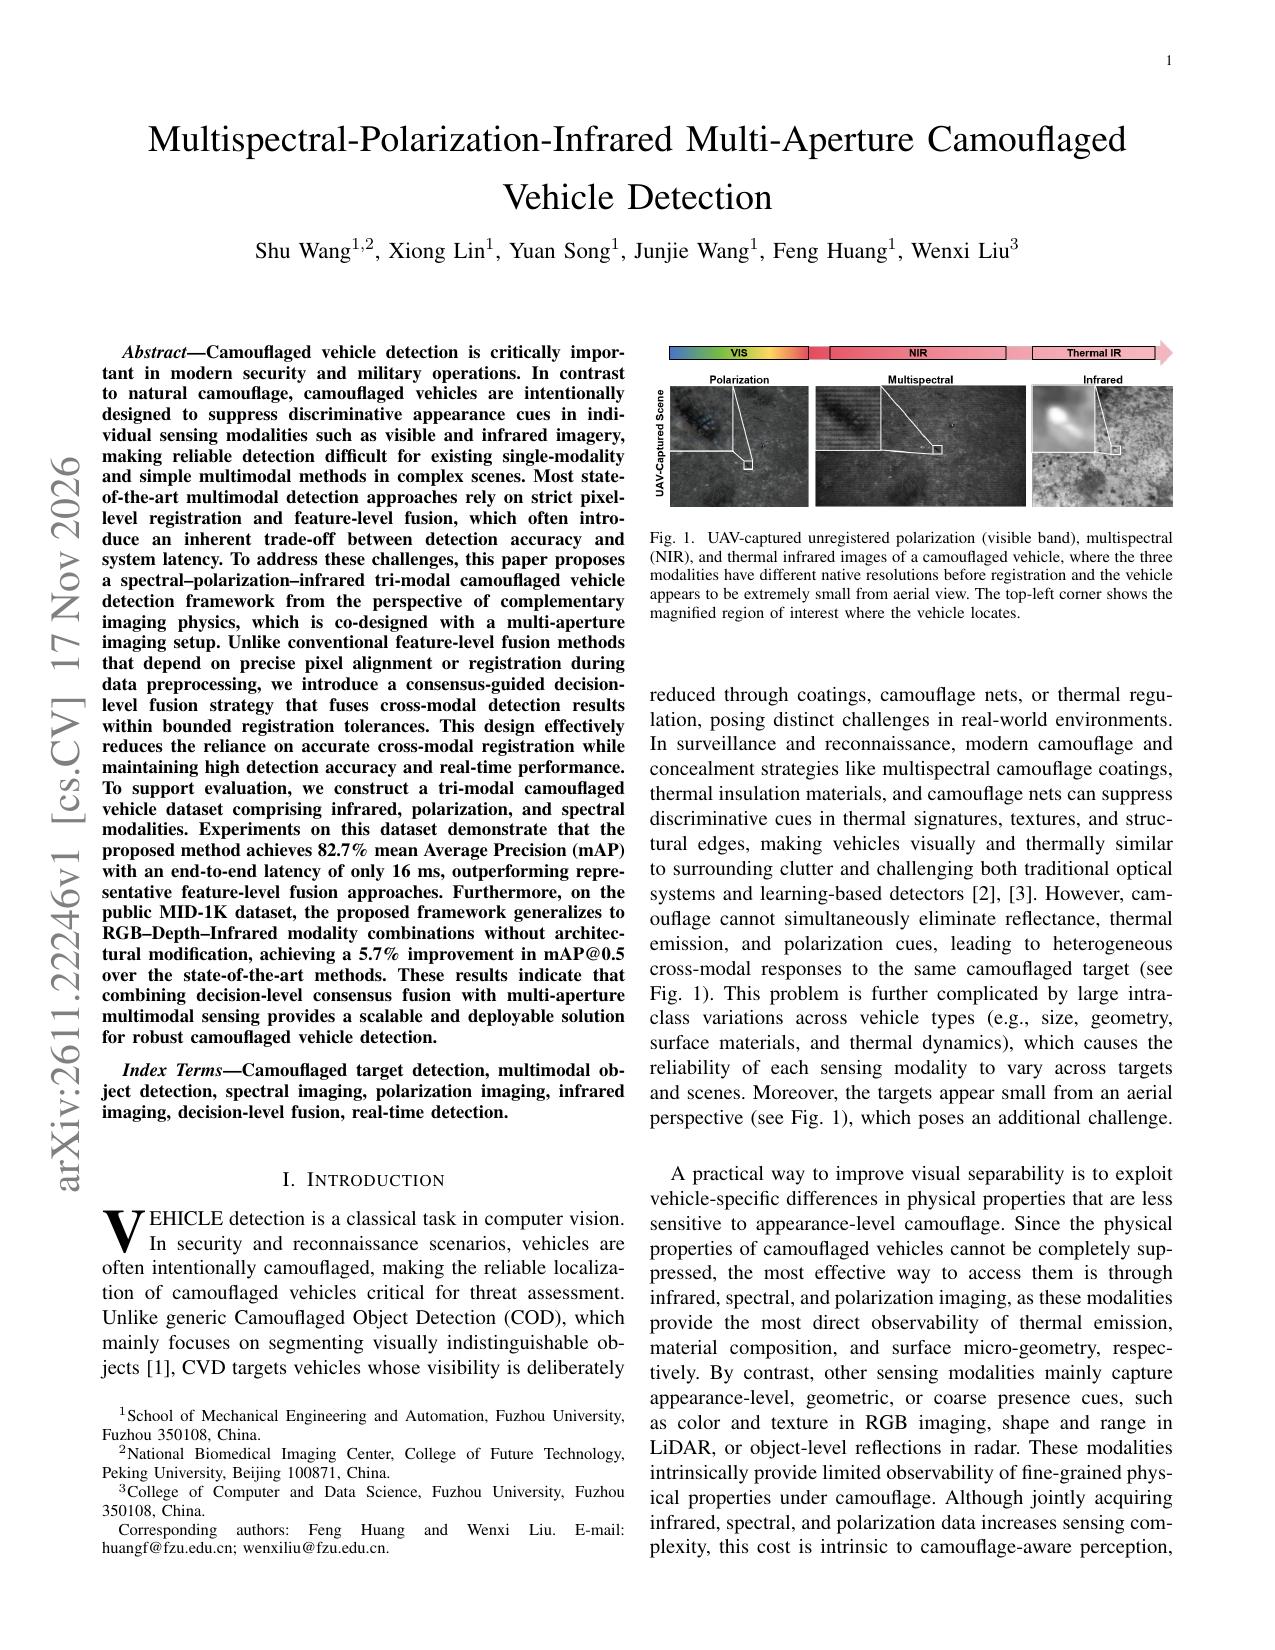 1
Multispectral-Polarization-Infrared Multi-Aperture Camouflaged
Vehicle Detection
Shu Wang1,2, Xiong Lin1, Yuan Song1, Junjie Wang1, Feng Huang1, Wenxi Liu3
arXiv:2611.22246v1 [cs.CV] 17 Nov 2026
Abstract—Camouflaged vehicle detection is critically impor-
tant in modern security and military operations. In contrast
to natural camouflage, camouflaged vehicles are intentionally
designed to suppress discriminative appearance cues in indi-
vidual sensing modalities such as visible and infrared imagery,
making reliable detection difficult for existing single-modality
and simple multimodal methods in complex scenes. Most state-
of-the-art multimodal detection approaches rely on strict pixel-
level registration and feature-level fusion, which often intro-
duce an inherent trade-off between detection accuracy and
system latency. To address these challenges, this paper proposes
a spectral–polarization–infrared tri-modal camouflaged vehicle
detection framework from the perspective of complementary
imaging physics, which is co-designed with a multi-aperture
imaging setup. Unlike conventional feature-level fusion methods
that depend on precise pixel alignment or registration during
data preprocessing, we introduce a consensus-guided decision-
level fusion strategy that fuses cross-modal detection results
within bounded registration tolerances. This design effectively
reduces the reliance on accurate cross-modal registration while
maintaining high detection accuracy and real-time performance.
To support evaluation, we construct a tri-modal camouflaged
vehicle dataset comprising infrared, polarization, and spectral
modalities. Experiments on this dataset demonstrate that the
proposed method achieves 82.7% mean Average Precision (mAP)
with an end-to-end latency of only 16 ms, outperforming repre-
sentative feature-level fusion approaches. Furthermore, on the
public MID-1K dataset, the proposed framework generalizes to
RGB–Depth–Infrared modality combinations without architec-
tural modification, achieving a 5.7% improvement in mAP@0.5
over the state-of-the-art methods. These results indicate that
combining decision-level consensus fusion with multi-aperture
multimodal sensing provides a scalable and deployable solution
for robust camouflaged vehicle detection.
Index Terms—Camouflaged target detection, multimodal ob-
ject detection, spectral imaging, polarization imaging, infrared
imaging, decision-level fusion, real-time detection.
I. INTRODUCTION
VEHICLE detection is a classical task in computer vision.
In security and reconnaissance scenarios, vehicles are
often intentionally camouflaged, making the reliable localiza-
tion of camouflaged vehicles critical for threat assessment.
Unlike generic Camouflaged Object Detection (COD), which
mainly focuses on segmenting visually indistinguishable ob-
jects [1], CVD targets vehicles whose visibility is deliberately
1School of Mechanical Engineering and Automation, Fuzhou University,
Fuzhou 350108, China.
2National Biomedical Imaging Center, College of Future Technology,
Peking University, Beijing 100871, China.
3College of Computer and Data Science, Fuzhou University, Fuzhou
350108, China.
Corresponding authors: Feng Huang and Wenxi Liu. E-mail:
huangf@fzu.edu.cn; wenxiliu@fzu.edu.cn.
VIS NIR Thermal IR
Polarization Multispectral Infrared
UAV-Captured Scene
Fig. 1. UAV-captured unregistered polarization (visible band), multispectral
(NIR), and thermal infrared images of a camouflaged vehicle, where the three
modalities have different native resolutions before registration and the vehicle
appears to be extremely small from aerial view. The top-left corner shows the
magnified region of interest where the vehicle locates.
reduced through coatings, camouflage nets, or thermal regu-
lation, posing distinct challenges in real-world environments.
In surveillance and reconnaissance, modern camouflage and
concealment strategies like multispectral camouflage coatings,
thermal insulation materials, and camouflage nets can suppress
discriminative cues in thermal signatures, textures, and struc-
tural edges, making vehicles visually and thermally similar
to surrounding clutter and challenging both traditional optical
systems and learning-based detectors [2], [3]. However, cam-
ouflage cannot simultaneously eliminate reflectance, thermal
emission, and polarization cues, leading to heterogeneous
cross-modal responses to the same camouflaged target (see
Fig. 1). This problem is further complicated by large intra-
class variations across vehicle types (e.g., size, geometry,
surface materials, and thermal dynamics), which causes the
reliability of each sensing modality to vary across targets
and scenes. Moreover, the targets appear small from an aerial
perspective (see Fig. 1), which poses an additional challenge.
A practical way to improve visual separability is to exploit
vehicle-specific differences in physical properties that are less
sensitive to appearance-level camouflage. Since the physical
properties of camouflaged vehicles cannot be completely sup-
pressed, the most effective way to access them is through
infrared, spectral, and polarization imaging, as these modalities
provide the most direct observability of thermal emission,
material composition, and surface micro-geometry, respec-
tively. By contrast, other sensing modalities mainly capture
appearance-level, geometric, or coarse presence cues, such
as color and texture in RGB imaging, shape and range in
LiDAR, or object-level reflections in radar. These modalities
intrinsically provide limited observability of fine-grained phys-
ical properties under camouflage. Although jointly acquiring
infrared, spectral, and polarization data increases sensing com-
plexity, this cost is intrinsic to camouflage-aware perception,